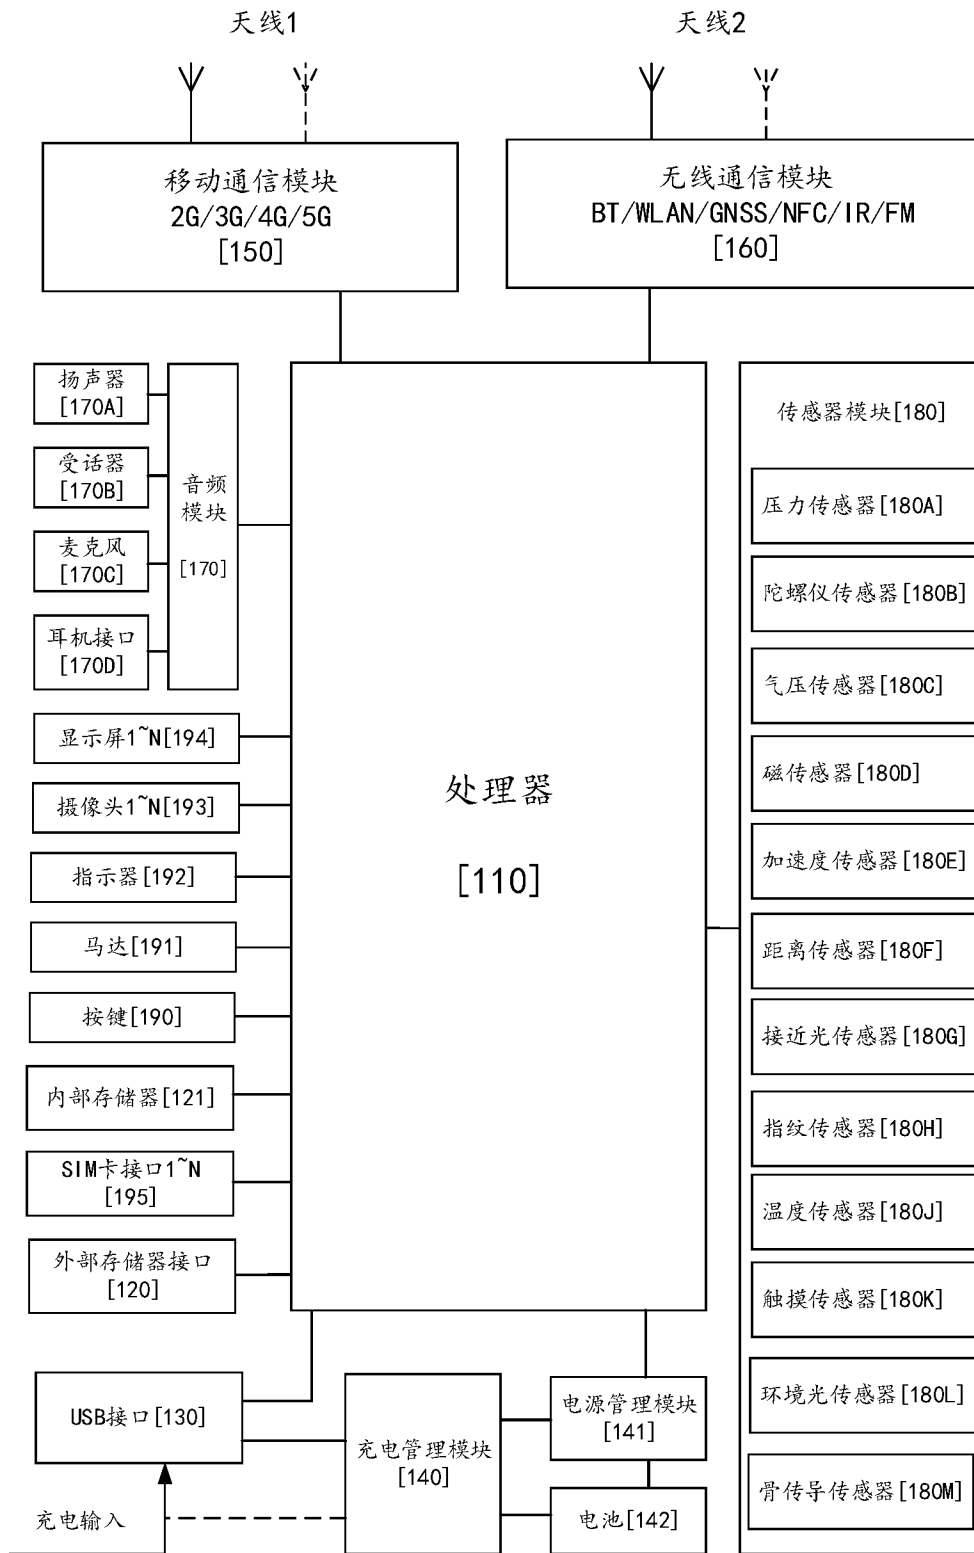 天线1
天线2
移动通信模块
2G/3G/4G/5G
[150]
无线通信模块
BT/WLAN/GNSS/NFC/IR/FM
[160]
扬声器
[170A]
受话器
[170B]
麦克风
[170C]
耳机接口
[170D]
音频
模块
[170]
显示屏1~N[194]
摄像头1~N[193]
指示器[192]
马达[191]
按键[190]
内部存储器[121]
SIM卡接口1~N
[195]
外部存储器接口
[120]
处理器
[110]
传感器模块[180]
压力传感器[180A]
陀螺仪传感器[180B]
气压传感器[180C]
磁传感器[180D]
加速度传感器[180E]
距离传感器[180F]
接近光传感器[180G]
指纹传感器[180H]
温度传感器[180J]
触摸传感器[180K]
环境光传感器[180L]
骨传导传感器[180M]
USB接口[130]
充电管理模块
[140]
电源管理模块
[141]
电池[142]
充电输入